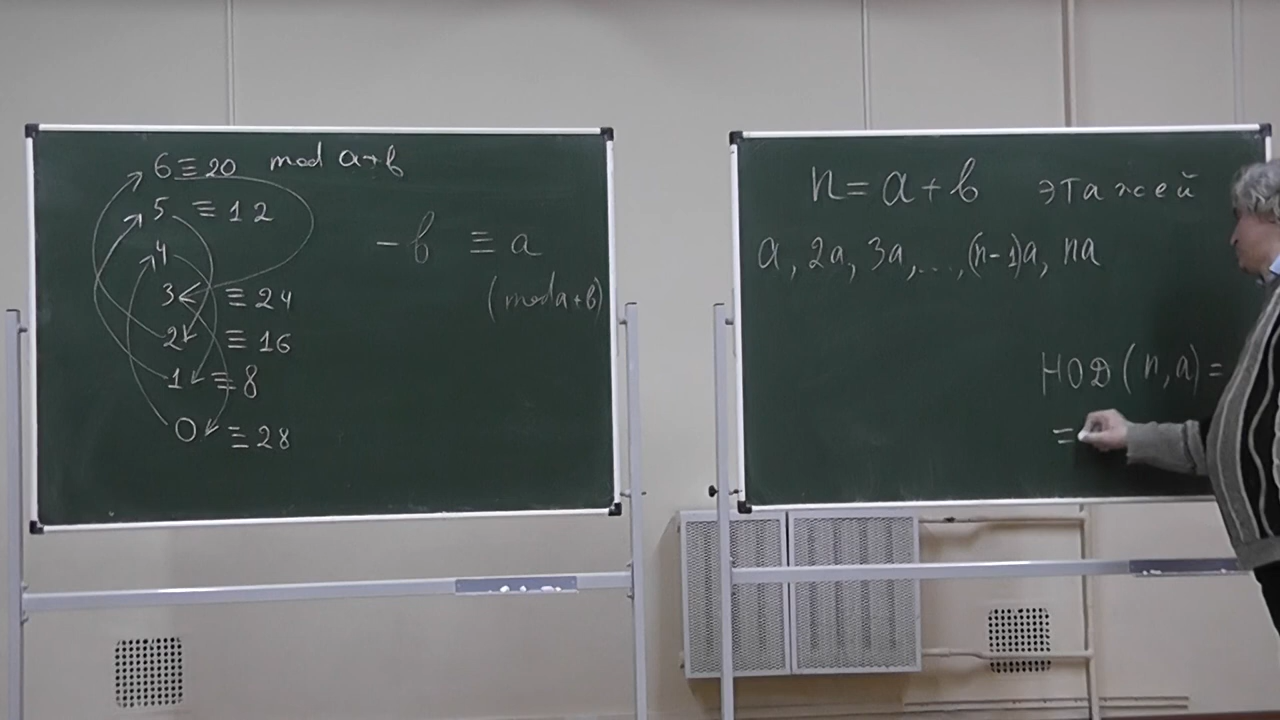 6 ≡ 20 mod a+b
5 ≡ 12
4
3 ≡ 24
2 ≡ 16
1 ≡ 8
0 ≡ 28
-b ≡ a
(mod a+b)
n = a + b этажей
a, 2a, 3a, ..., (n-1)a, na
НОД(n,a) =
=